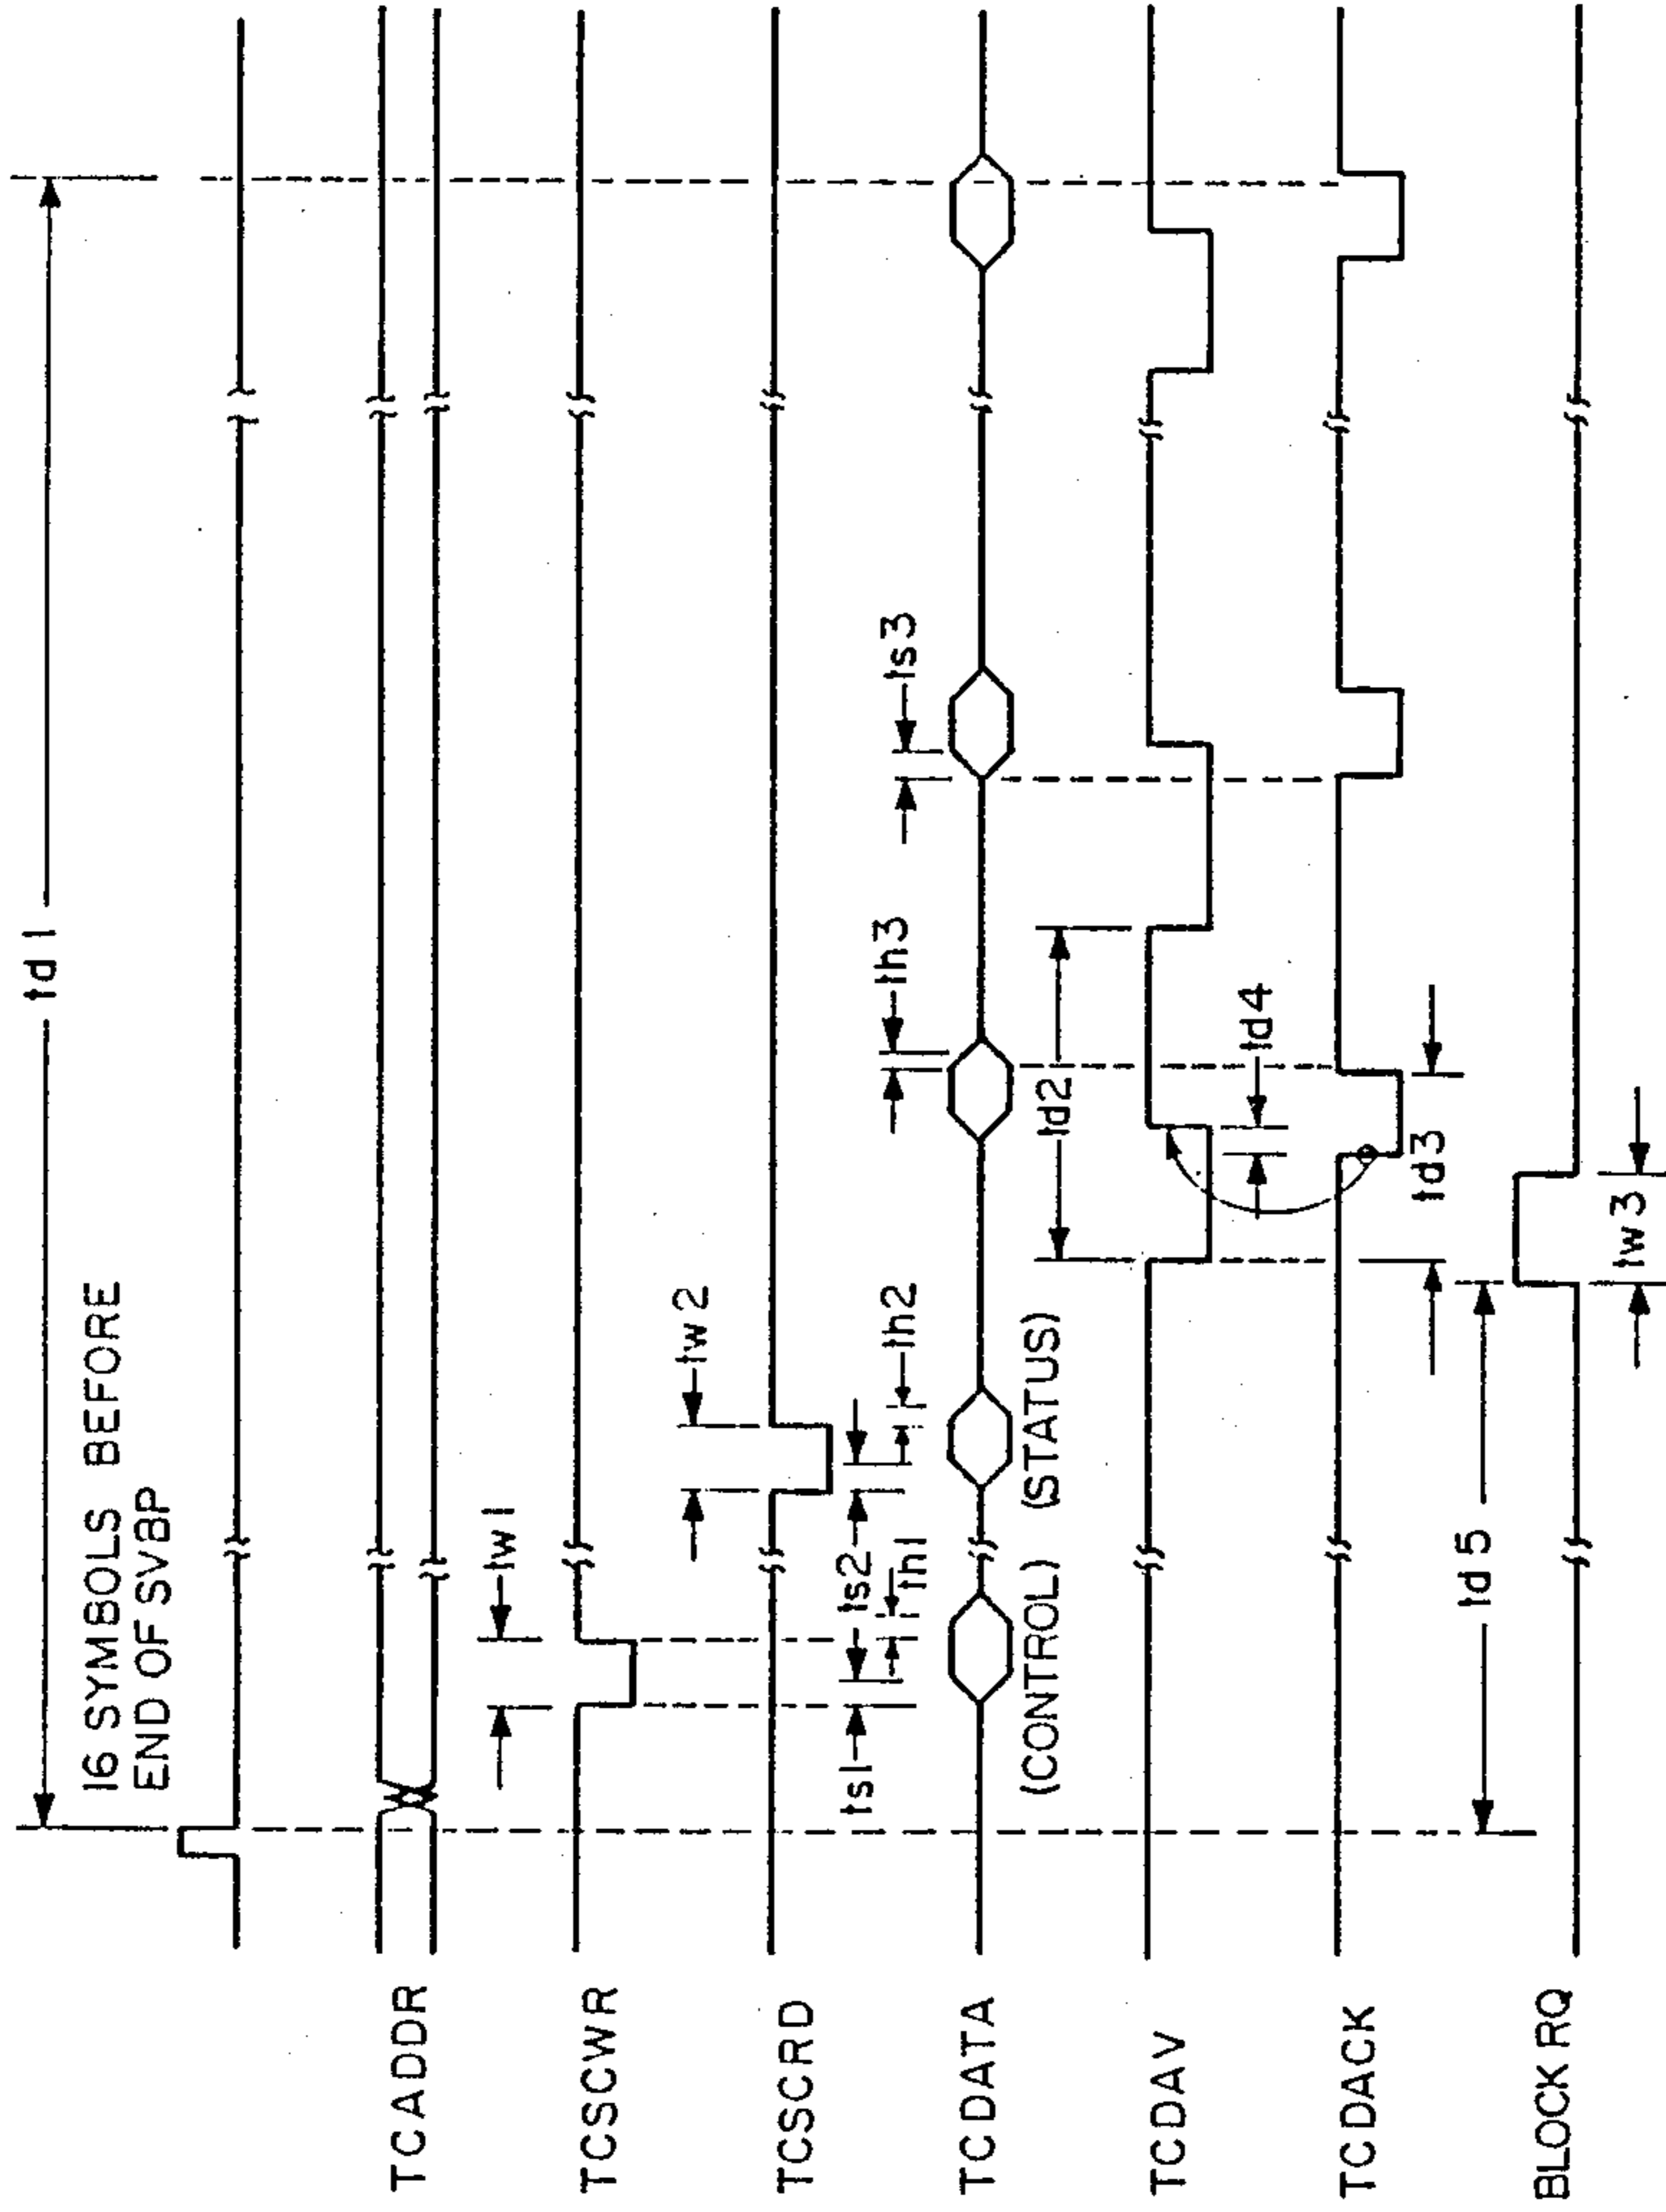 td1
16 SYMBOLS BEFORE
END OF SVBP
TCADDR
TCSCWR
tw1
TCSCRD
tw2
ts1
ts2
th1
th2
th3
ts3
TCDATA
(CONTROL) (STATUS)
td2
TCDAV
td4
TCDACK
td3
td5
BLOCK RQ
tw3